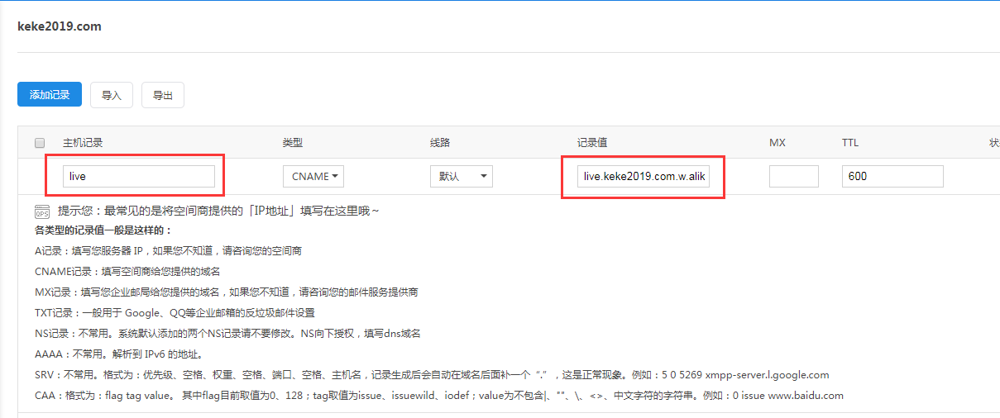 keke2019.com
添加记录 导入 导出
主机记录 类型 线路 记录值 MX TTL
live CNAME 默认 live.keke2019.com.w.alik 600
QPS 提示您：最常见的是将空间商提供的「IP地址」填写在这里哦～
各类型的记录值一般是这样的：
A记录：填写您服务器 IP，如果您不知道，请咨询您的空间商
CNAME记录：填写空间商给您提供的域名
MX记录：填写您企业邮局给您提供的域名，如果您不知道，请咨询您的邮件服务提供商
TXT记录：一般用于 Google、QQ等企业邮箱的反垃圾邮件设置
NS记录：不常用。系统默认添加的两个NS记录请不要修改。NS向下授权，填写dns域名
AAAA：不常用。解析到 IPv6 的地址。
SRV：不常用。格式为：优先级、空格、权重、空格、端口、空格、主机名，记录生成后会自动在域名后面补一个“.”，这是正常现象。例如：5 0 5269 xmpp-server.l.google.com
CAA：格式为：flag tag value。 其中flag目前取值为0、128；tag取值为issue、issuewild、iodef；value为不包含|、""、\、<>、中文字符的字符串。例如：0 issue www.baidu.com